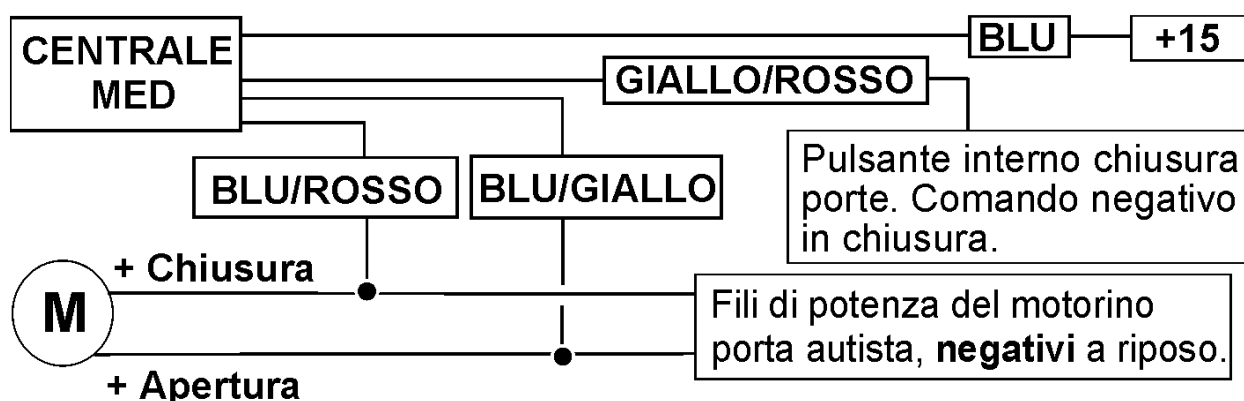 CENTRALE
MED
BLU
+15
GIALLO/ROSSO
Pulsante interno chiusura
porte. Comando negativo
in chiusura.
BLU/ROSSO
BLU/GIALLO
+ Chiusura
M
Fili di potenza del motorino
porta autista, negativi a riposo.
+ Apertura